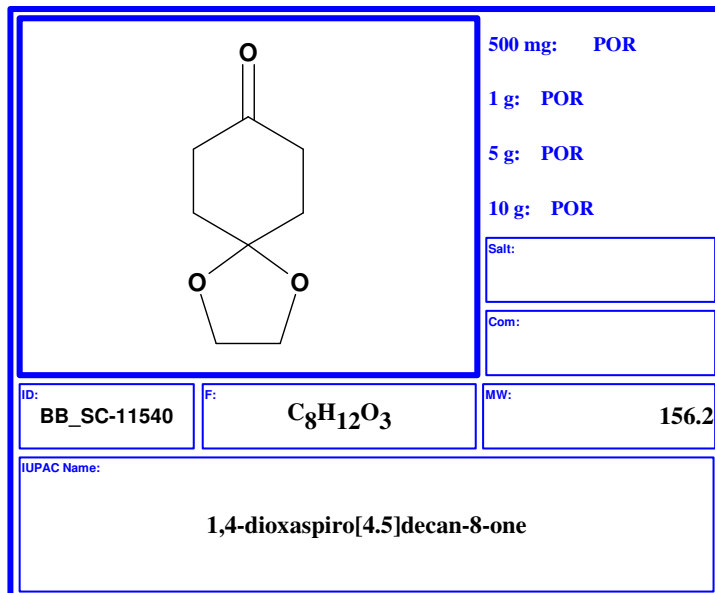 O
O
O
500 mg: POR
1 g: POR
5 g: POR
10 g: POR
Salt:
Com:
ID:
BB_SC-11540
F:
C8H12O3
MW:
156.2
IUPAC Name:
1,4-dioxaspiro[4.5]decan-8-one